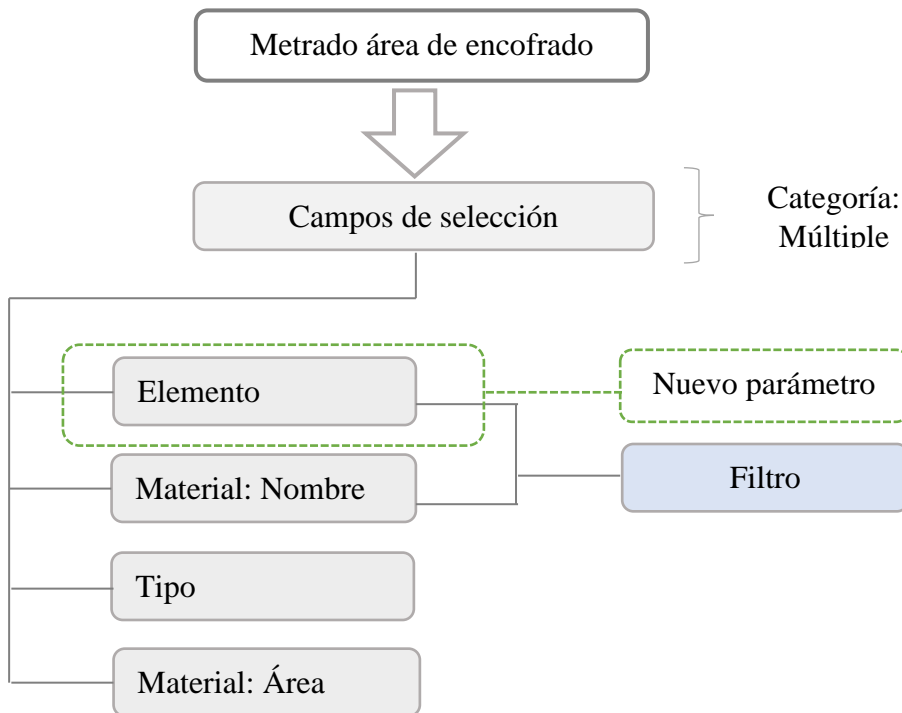 Metrado área de encofrado
Campos de selección
Categoría:
Múltiple
Elemento
Nuevo parámetro
Material: Nombre
Filtro
Tipo
Material: Área